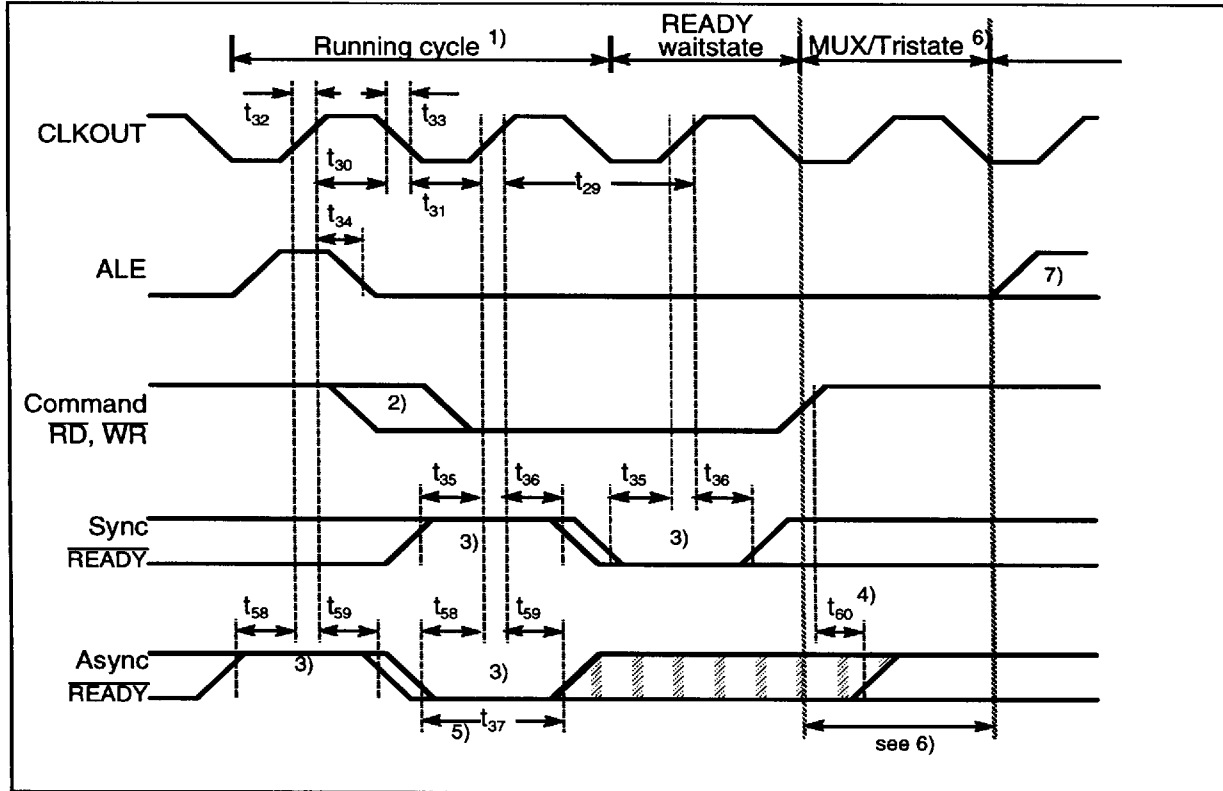 Running cycle 1)
READY
waitstate
MUX/Tristate 6)
t32
t33
CLKOUT
t30
t31
t29
t34
ALE
7)
Command
RD, WR
2)
t35
t36
t35
t36
Sync
READY
3)
3)
t58
t59
t58
t59
t60 4)
Async
READY
3)
3)
5)
t37
see 6)